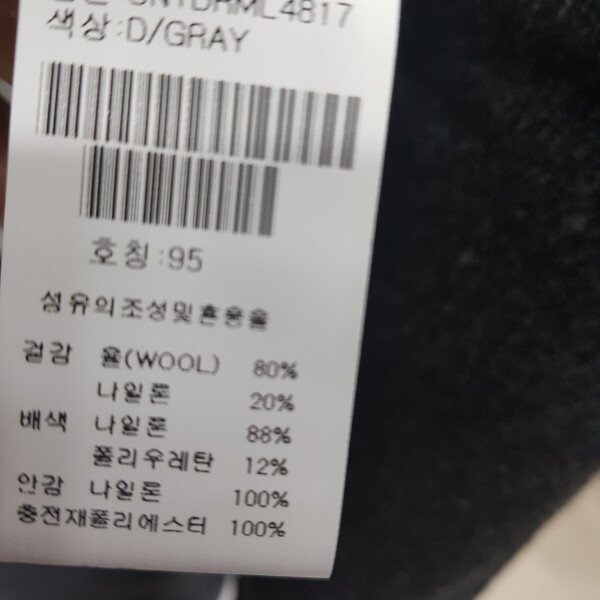 색상:D/GRAY
호칭:95
섬유의조성및혼용율
겉감 울(WOOL) 80%
나일론 20%
배색 나일론 88%
폴리우레탄 12%
안감 나일론 100%
충전재폴리에스터 100%